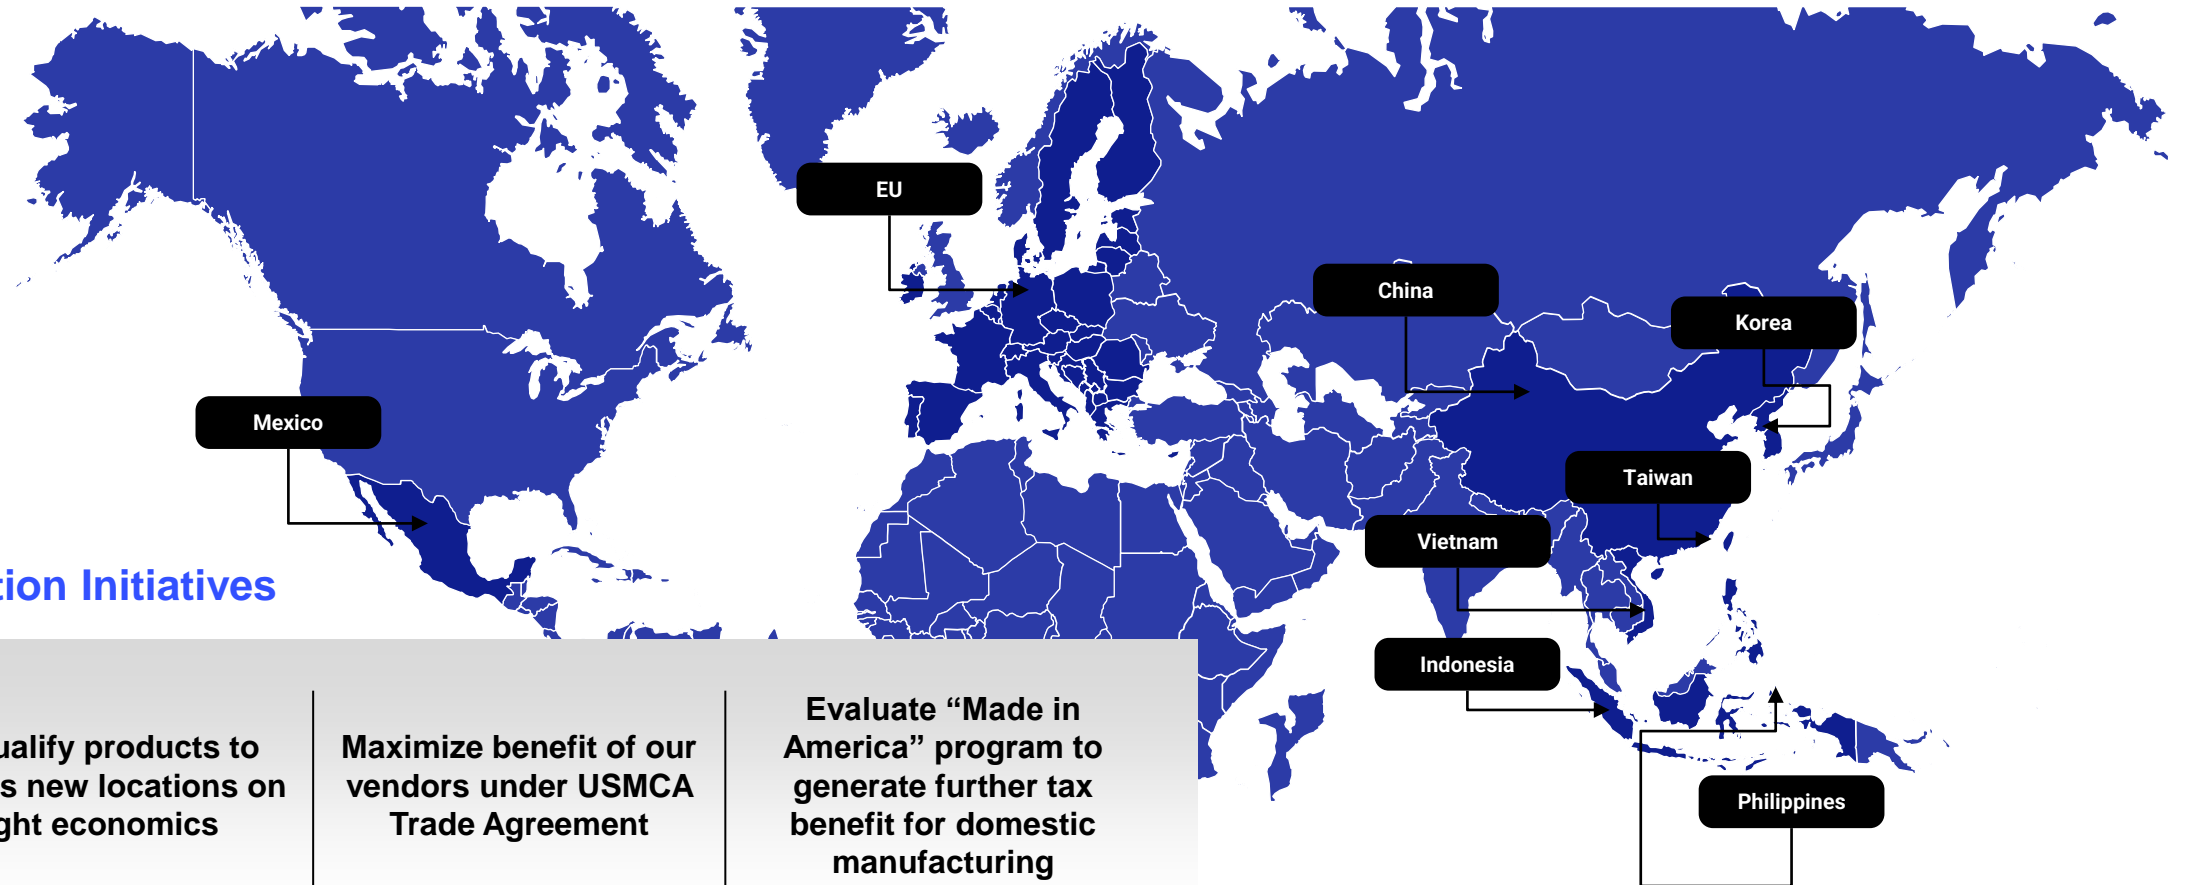 EU
China
Korea
Mexico
Taiwan
Vietnam
Indonesia
Philippines
tion Initiatives
ualify products to
s new locations on
ght economics
Maximize benefit of our
vendors under USMCA
Trade Agreement
Evaluate “Made in
America” program to
generate further tax
benefit for domestic
manufacturing